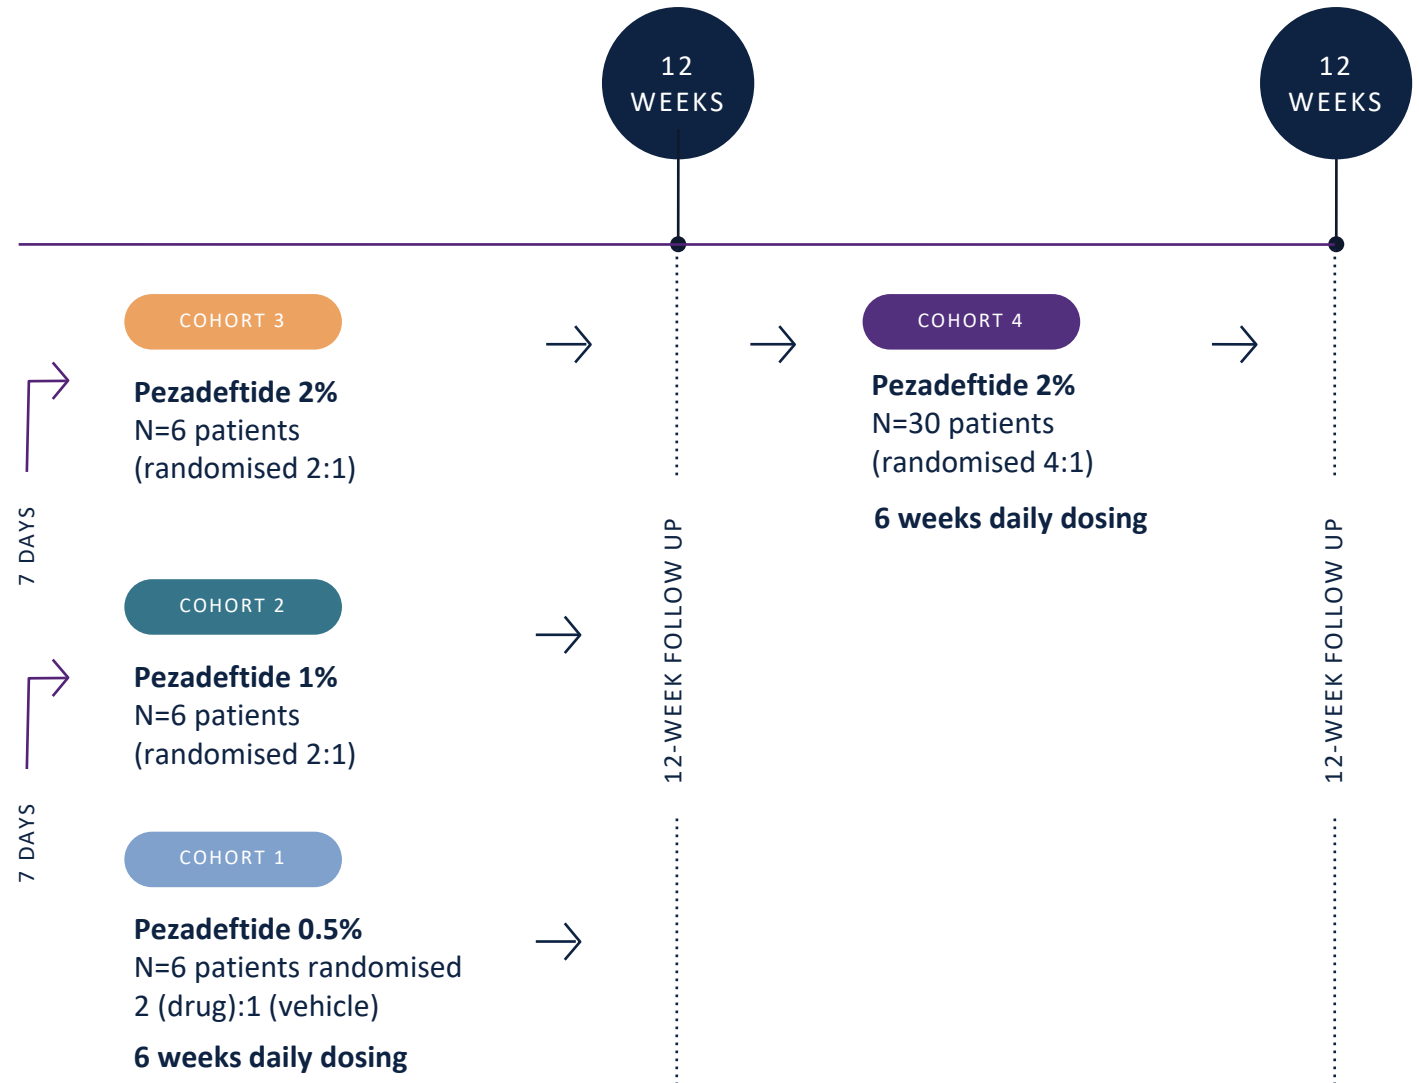 12
WEEKS
12
WEEKS
COHORT 3
Pezadeftide 2%
N=6 patients
(randomised 2:1)
7 DAYS
COHORT 2
Pezadeftide 1%
N=6 patients
(randomised 2:1)
7 DAYS
COHORT 1
Pezadeftide 0.5%
N=6 patients randomised
2 (drug):1 (vehicle)
6 weeks daily dosing
12-WEEK FOLLOW UP
COHORT 4
Pezadeftide 2%
N=30 patients
(randomised 4:1)
6 weeks daily dosing
12-WEEK FOLLOW UP